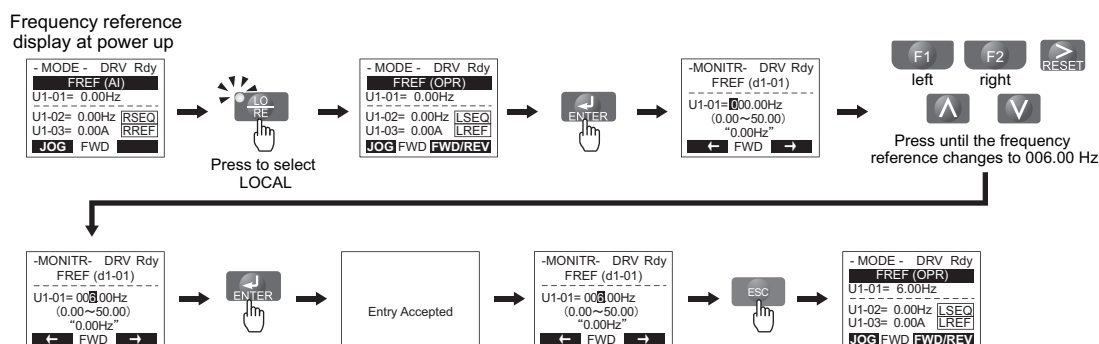 Frequency reference
display at power up
- MODE - DRV Rdy
FREF (AI)
U1-01= 0.00Hz
U1-02= 0.00Hz RSEQ
U1-03= 0.00A RREF
JOG FWD
LO
RE
Press to select
LOCAL
- MODE - DRV Rdy
FREF (OPR)
U1-01= 0.00Hz
U1-02= 0.00Hz LSEQ
U1-03= 0.00A LREF
JOG FWD FWD/REV
ENTER
-MONITR- DRV Rdy
FREF (d1-01)
U1-01=000.00Hz
(0.00~50.00)
“0.00Hz”
← FWD →
F1
left
F2
right
>
RESET
Λ
V
Press until the frequency
reference changes to 006.00 Hz
-MONITR- DRV Rdy
FREF (d1-01)
U1-01= 006.00Hz
(0.00~50.00)
“0.00Hz”
← FWD →
ENTER
Entry Accepted
-MONITR- DRV Rdy
FREF (d1-01)
U1-01= 006.00Hz
(0.00~50.00)
“0.00Hz”
← FWD →
ESC
- MODE - DRV Rdy
FREF (OPR)
U1-01= 6.00Hz
U1-02= 0.00Hz LSEQ
U1-03= 0.00A LREF
JOG FWD FWD/REV